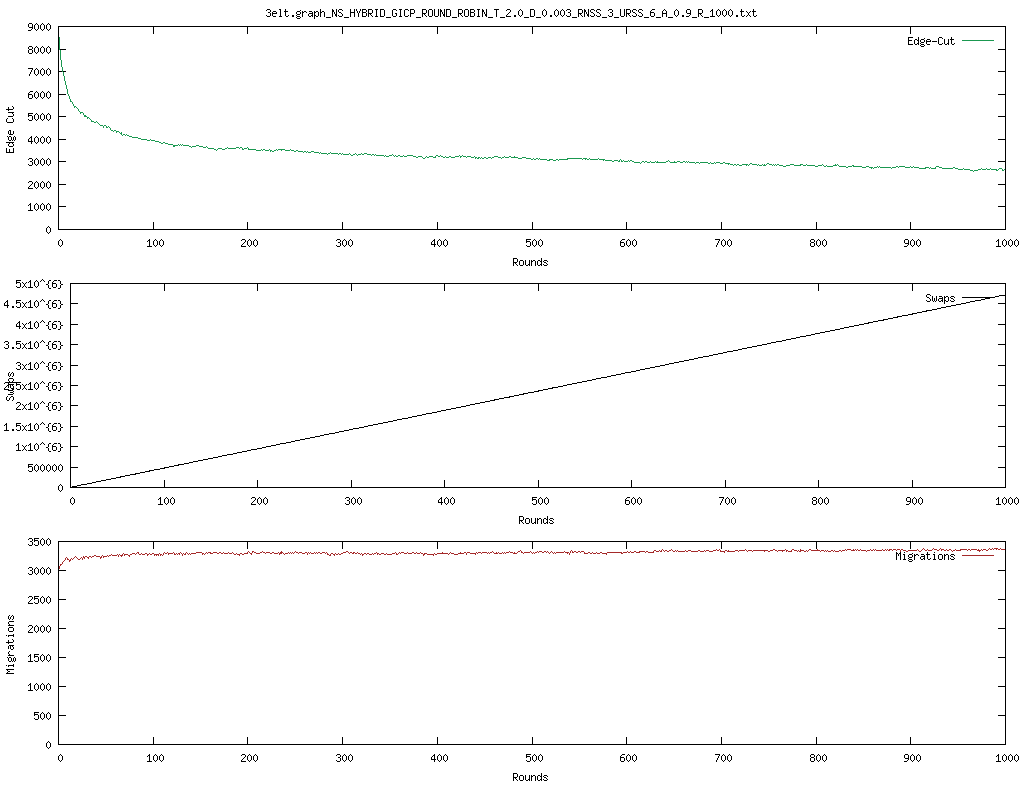 3elt.graph_NS_HYBRID_GICP_ROUND_ROBIN_T_2.0_D_0.003_RNSS_3_URSS_6_A_0.9_R_1000.txt
9000
8000
7000
6000
5000
4000
3000
2000
1000
0
Edge Cut
Edge-Cut
0 100 200 300 400 500 600 700 800 900 1000
Rounds
5x10^{6}
4.5x10^{6}
4x10^{6}
3.5x10^{6}
3x10^{6}
2.5x10^{6}
2x10^{6}
1.5x10^{6}
1x10^{6}
500000
0
Swaps
Swaps
0 100 200 300 400 500 600 700 800 900 1000
Rounds
3500
3000
2500
2000
1500
1000
500
0
Migrations
Migrations
0 100 200 300 400 500 600 700 800 900 1000
Rounds